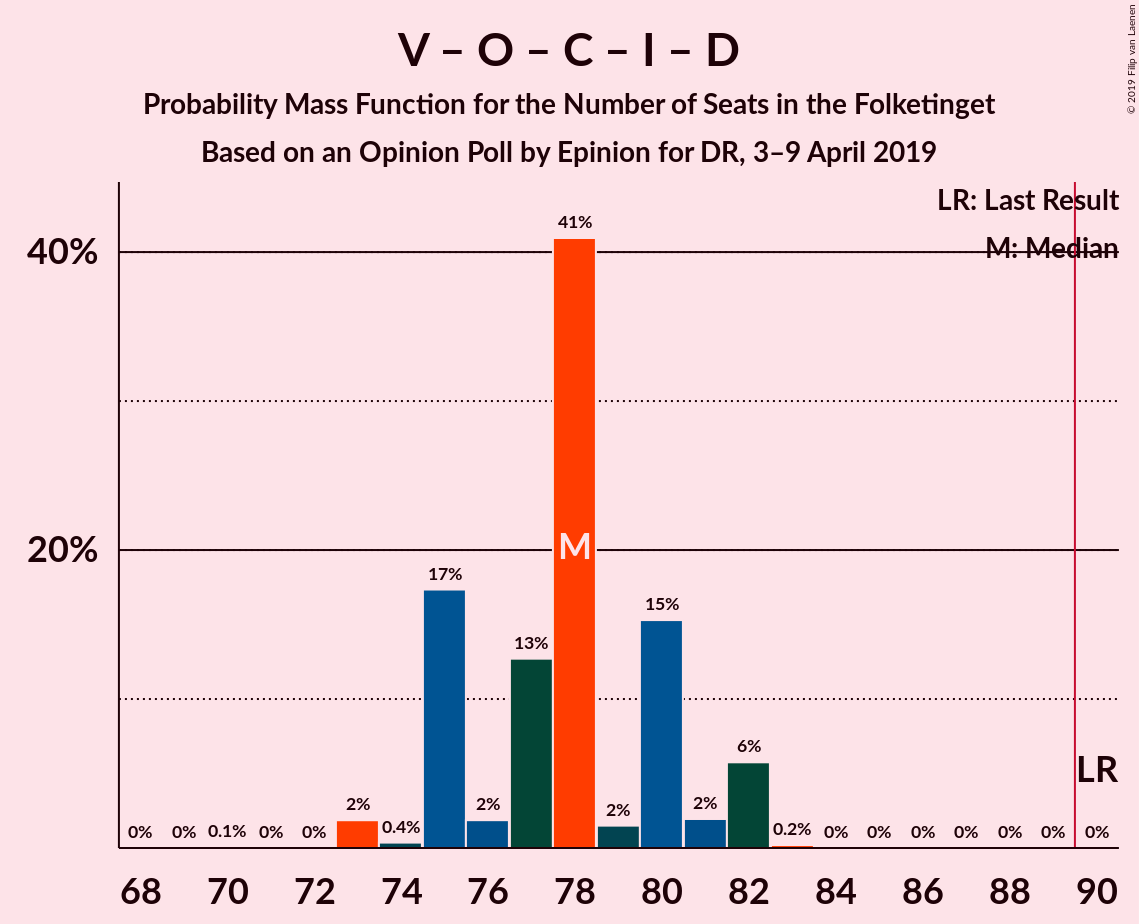 V – O – C – I – D
Probability Mass Function for the Number of Seats in the Folketinget
Based on an Opinion Poll by Epinion for DR, 3–9 April 2019
© 2019 Filip van Laenen
LR: Last Result
M: Median
40%
20%
0% 0% 0.1% 0% 0% 2% 0.4% 17% 2% 13% 41% 2% 15% 2% 6% 0.2% 0% 0% 0% 0% 0% 0% 0%
M
LR
68 70 72 74 76 78 80 82 84 86 88 90